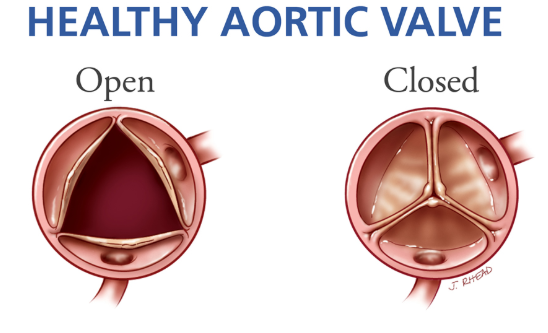 HEALTHY AORTIC VALVE
Open
Closed
J. RHEAD